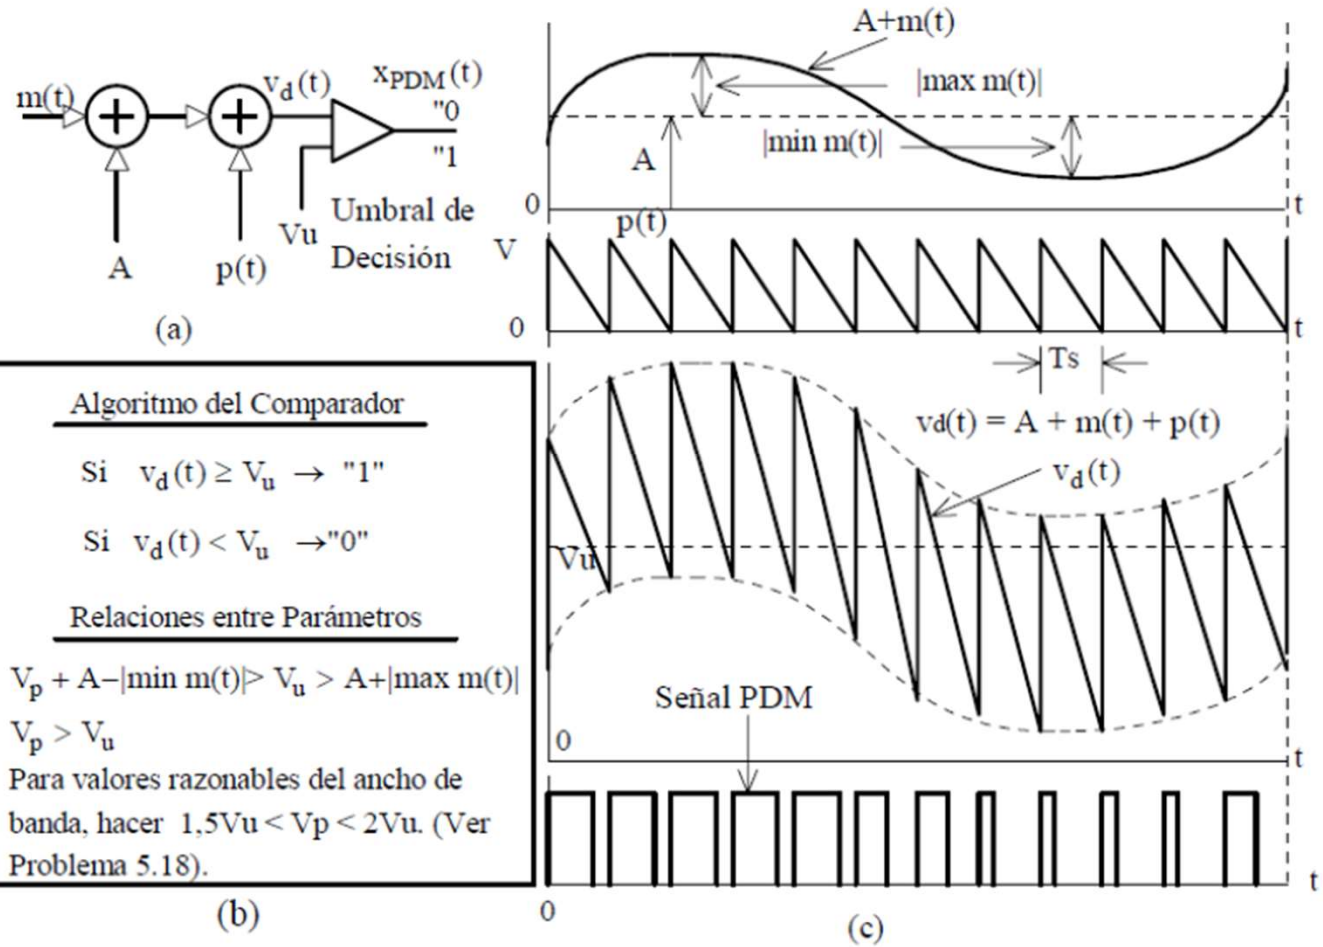 m(t)
v_d(t)
x_PDM(t)
"0
"1
Vu
Umbral de
Decisión
A
p(t)
(a)
Algoritmo del Comparador
Si v_d(t) ≥ V_u → "1"
Si v_d(t) < V_u →"0"
Relaciones entre Parámetros
V_p + A−|min m(t)|> V_u > A+|max m(t)|
V_p > V_u
Para valores razonables del ancho de
banda, hacer 1,5Vu < Vp < 2Vu. (Ver
Problema 5.18).
(b)
A+m(t)
|max m(t)|
|min m(t)|
A
0
t
p(t)
V
0
t
Ts
vd(t) = A + m(t) + p(t)
v_d(t)
Vu
Señal PDM
0
t
t
0
(c)